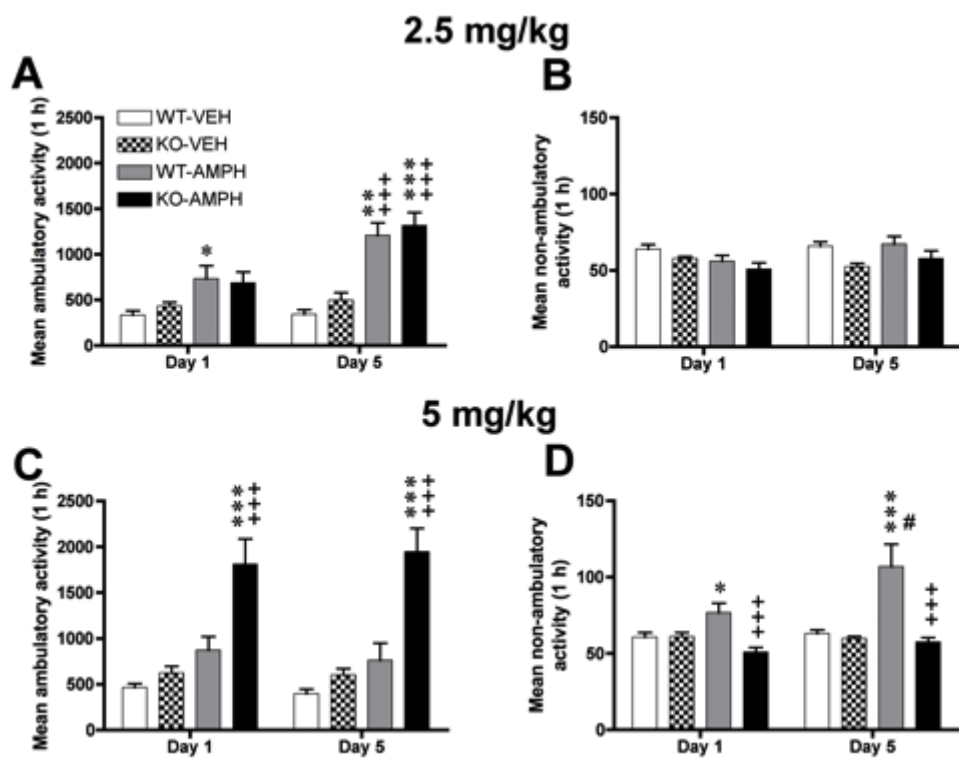 2.5 mg/kg
A
Mean ambulatory activity (1 h)
2500
2000
1500
1000
500
0
WT-VEH
KO-VEH
WT-AMPH
KO-AMPH
*
**
+++
***
+++
Day 1
Day 5
B
Mean non-ambulatory
activity (1 h)
150
100
50
0
Day 1
Day 5
5 mg/kg
C
Mean ambulatory activity (1 h)
2500
2000
1500
1000
500
0
***
+++
***
+++
Day 1
Day 5
D
Mean non-ambulatory
activity (1 h)
150
100
50
0
*
+++
***
#
+++
Day 1
Day 5